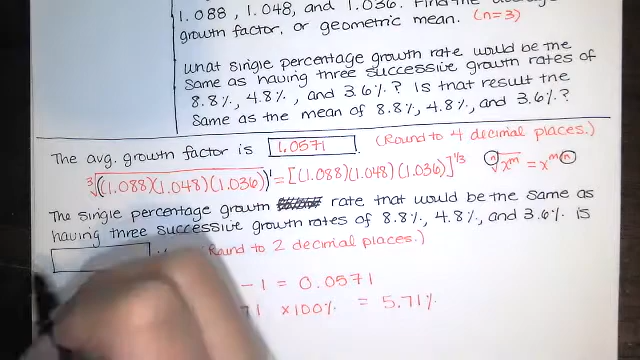 1.088, 1.048, and 1.036. Find the average
growth factor, or geometric mean. (n=3)
What single percentage growth rate would be the
same as having three successive growth rates of
8.8%, 4.8%, and 3.6%? Is that result the
same as the mean of 8.8%, 4.8%, and 3.6%?
The avg. growth factor is 1.0571 (Round to 4 decimal places.)
∛((1.088)(1.048)(1.036))¹ = [(1.088)(1.048)(1.036)]^1/3 ⁿ√xᵐ = x^m/n
The single percentage growth rate that would be the same as
having three successive growth rates of 8.8%, 4.8%, and 3.6% is
Round to 2 decimal places.)
- 1 = 0.0571
71 ×100% = 5.71%